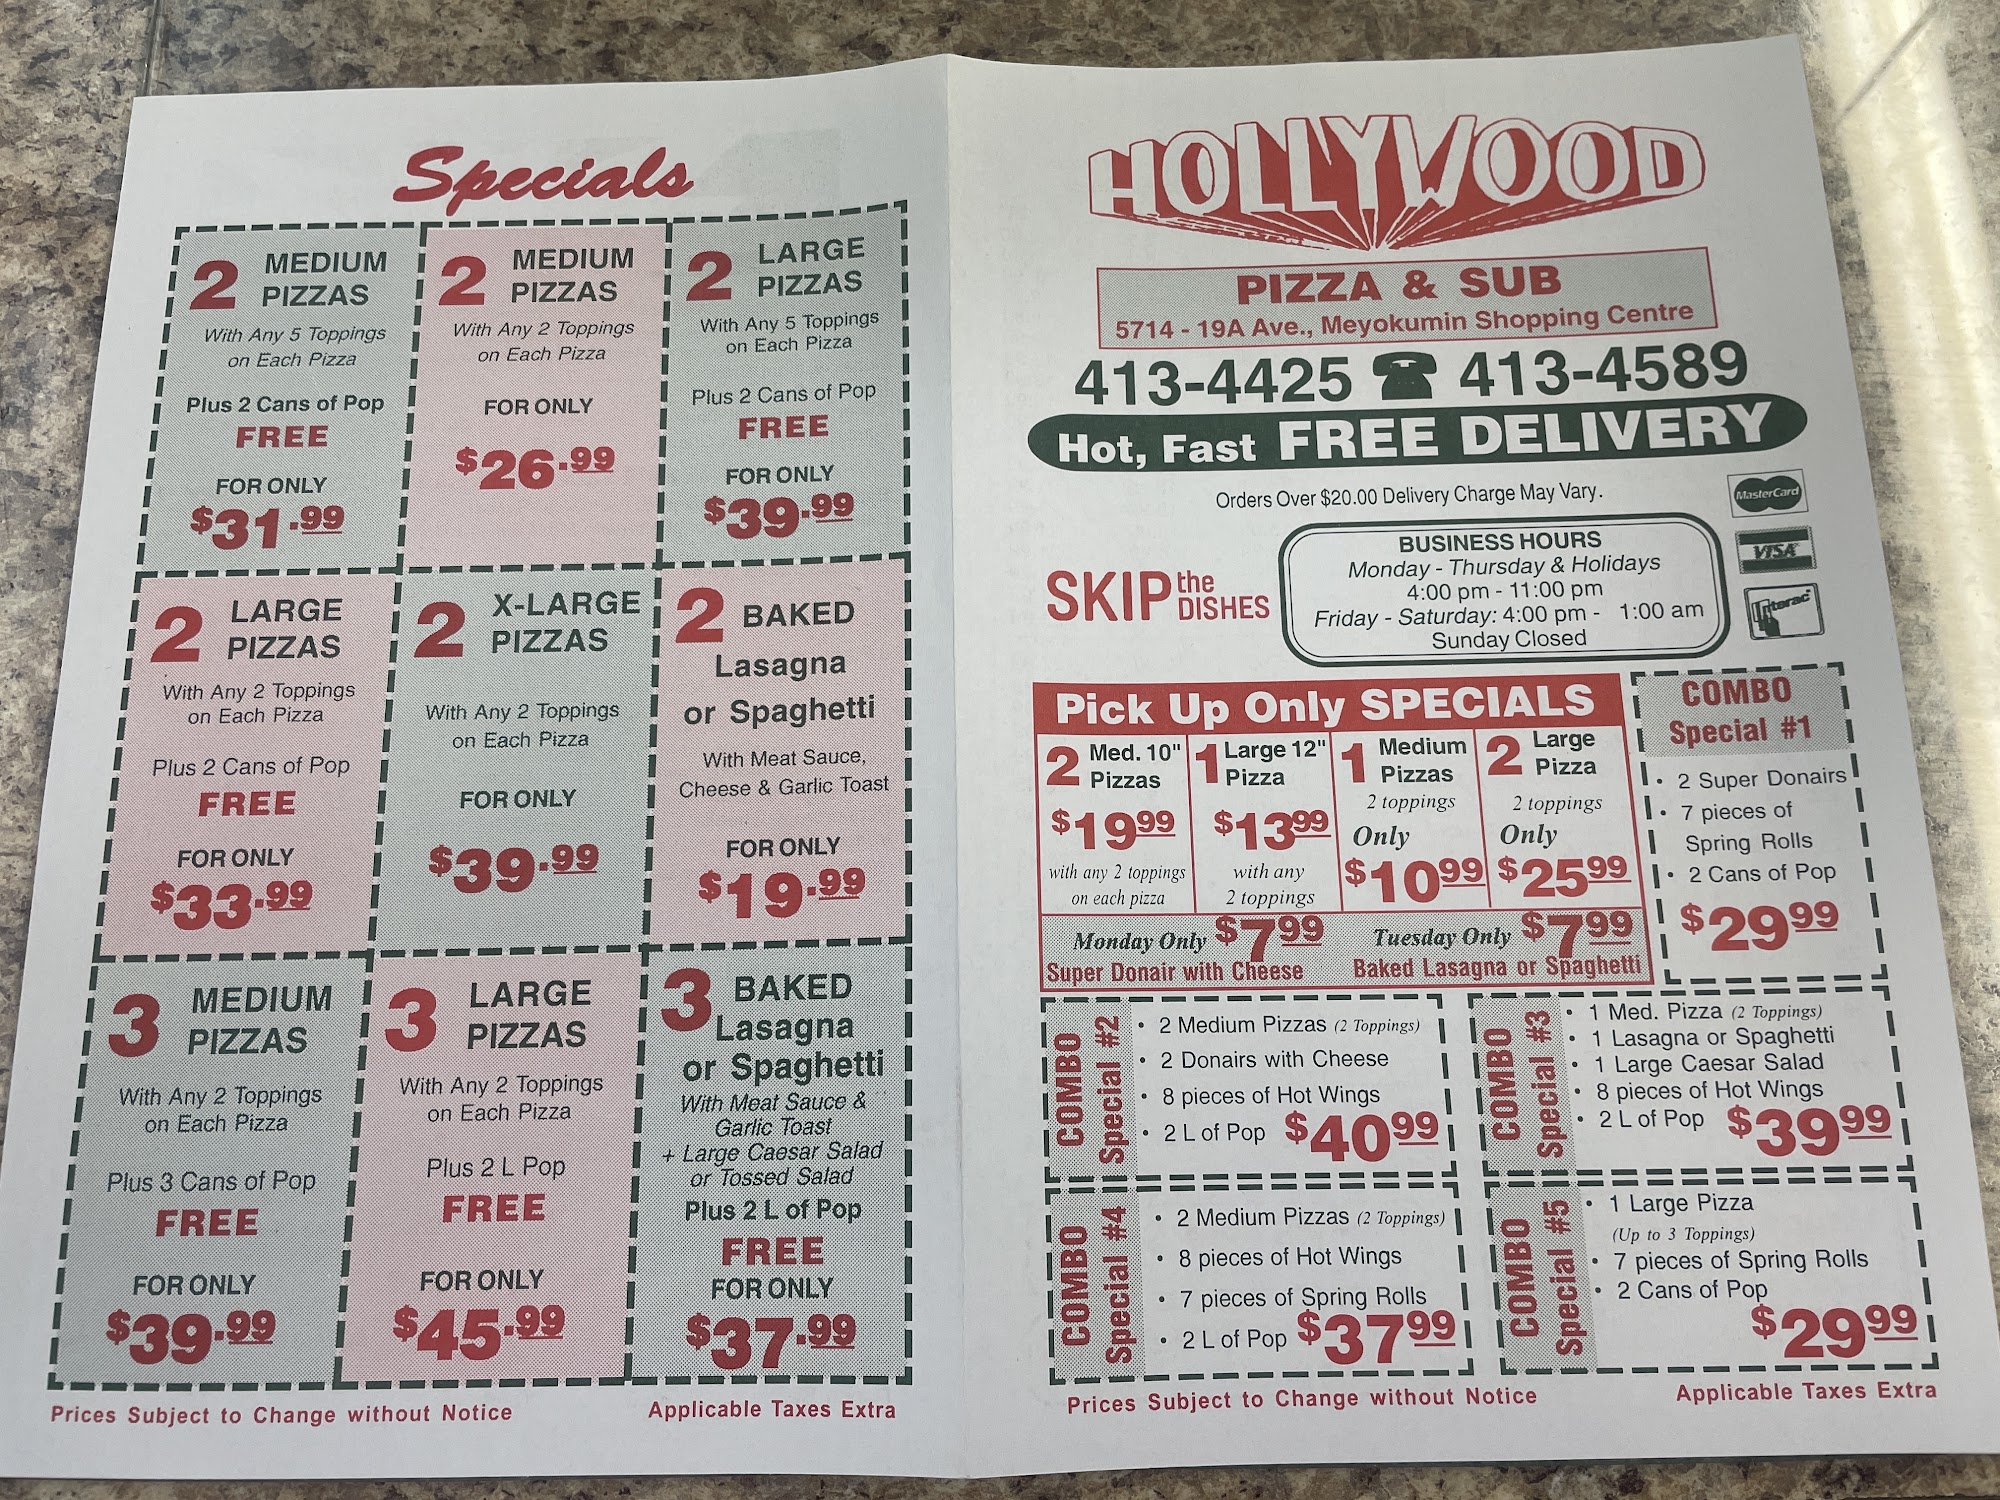 Specials
2 MEDIUM PIZZAS
With Any 5 Toppings
on Each Pizza
Plus 2 Cans of Pop
FREE
FOR ONLY
$31.99
2 MEDIUM PIZZAS
With Any 2 Toppings
on Each Pizza
FOR ONLY
$26.99
2 LARGE PIZZAS
With Any 5 Toppings
on Each Pizza
Plus 2 Cans of Pop
FREE
FOR ONLY
$39.99
2 LARGE PIZZAS
With Any 2 Toppings
on Each Pizza
Plus 2 Cans of Pop
FREE
FOR ONLY
$33.99
2 X-LARGE PIZZAS
With Any 2 Toppings
on Each Pizza
FOR ONLY
$39.99
2 BAKED
Lasagna
or Spaghetti
With Meat Sauce,
Cheese & Garlic Toast
FOR ONLY
$19.99
3 MEDIUM PIZZAS
With Any 2 Toppings
on Each Pizza
Plus 3 Cans of Pop
FREE
FOR ONLY
$39.99
3 LARGE PIZZAS
With Any 2 Toppings
on Each Pizza
Plus 2 L Pop
FREE
FOR ONLY
$45.99
3 BAKED
Lasagna
or Spaghetti
With Meat Sauce &
Garlic Toast
+ Large Caesar Salad
or Tossed Salad
Plus 2 L of Pop
FREE
FOR ONLY
$37.99
Prices Subject to Change without Notice
Applicable Taxes Extra
HOLLYWOOD
PIZZA & SUB
5714 - 19A Ave., Meyokumin Shopping Centre
413-4425 413-4589
Hot, Fast FREE DELIVERY
Orders Over $20.00 Delivery Charge May Vary.
MasterCard
VISA
Interac
SKIP the DISHES
BUSINESS HOURS
Monday - Thursday & Holidays
4:00 pm - 11:00 pm
Friday - Saturday: 4:00 pm - 1:00 am
Sunday Closed
Pick Up Only SPECIALS
2 Med. 10" Pizzas
$19.99
with any 2 toppings
on each pizza
1 Large 12" Pizza
$13.99
with any
2 toppings
1 Medium Pizzas
2 toppings
Only
$10.99
2 Large Pizza
2 toppings
Only
$25.99
Monday Only $7.99
Super Donair with Cheese
Tuesday Only $7.99
Baked Lasagna or Spaghetti
COMBO
Special #1
• 2 Super Donairs
• 7 pieces of
Spring Rolls
• 2 Cans of Pop
$29.99
COMBO
Special #2
• 2 Medium Pizzas (2 Toppings)
• 2 Donairs with Cheese
• 8 pieces of Hot Wings
• 2 L of Pop $40.99
COMBO
Special #3
• 1 Med. Pizza (2 Toppings)
• 1 Lasagna or Spaghetti
• 1 Large Caesar Salad
• 8 pieces of Hot Wings
• 2 L of Pop $39.99
COMBO
Special #4
• 2 Medium Pizzas (2 Toppings)
• 8 pieces of Hot Wings
• 7 pieces of Spring Rolls
• 2 L of Pop $37.99
COMBO
Special #5
• 1 Large Pizza
(Up to 3 Toppings)
• 7 pieces of Spring Rolls
• 2 Cans of Pop
$29.99
Prices Subject to Change without Notice
Applicable Taxes Extra